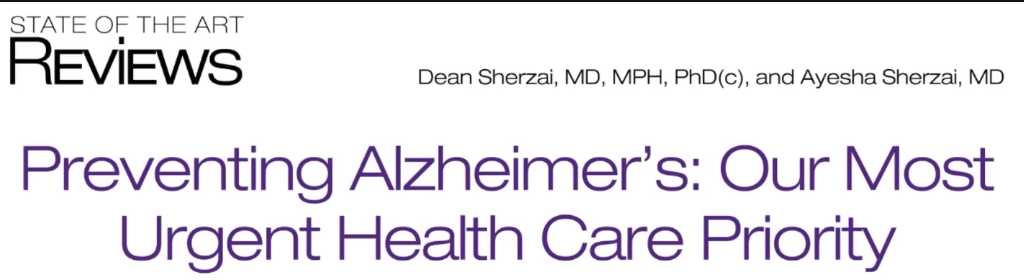 STATE OF THE ART
REVIEWS
Dean Sherzai, MD, MPH, PhD(c), and Ayesha Sherzai, MD
Preventing Alzheimer’s: Our Most
Urgent Health Care Priority